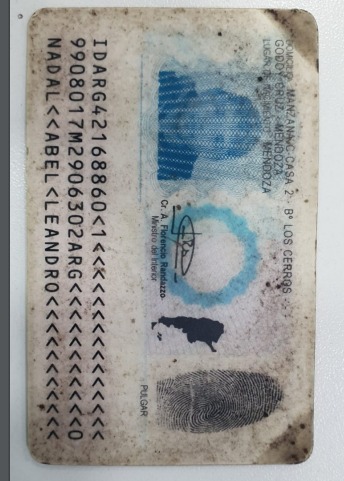 DOMICILIO: MANZANA C CASA 2 - Bº LOS CERROS -
GODOY CRUZ - MENDOZA
LUGAR DE NACIMIENTO: MENDOZA
Cr. A. Florencio Randazzo
Ministro del Interior
PULGAR
IDARG42168860<1<<<<<<<<<<<<<<<
9908017M2906302ARG<<<<<<<<<<<0
NADAL<<ABEL<LEANDRO<<<<<<<<<<<